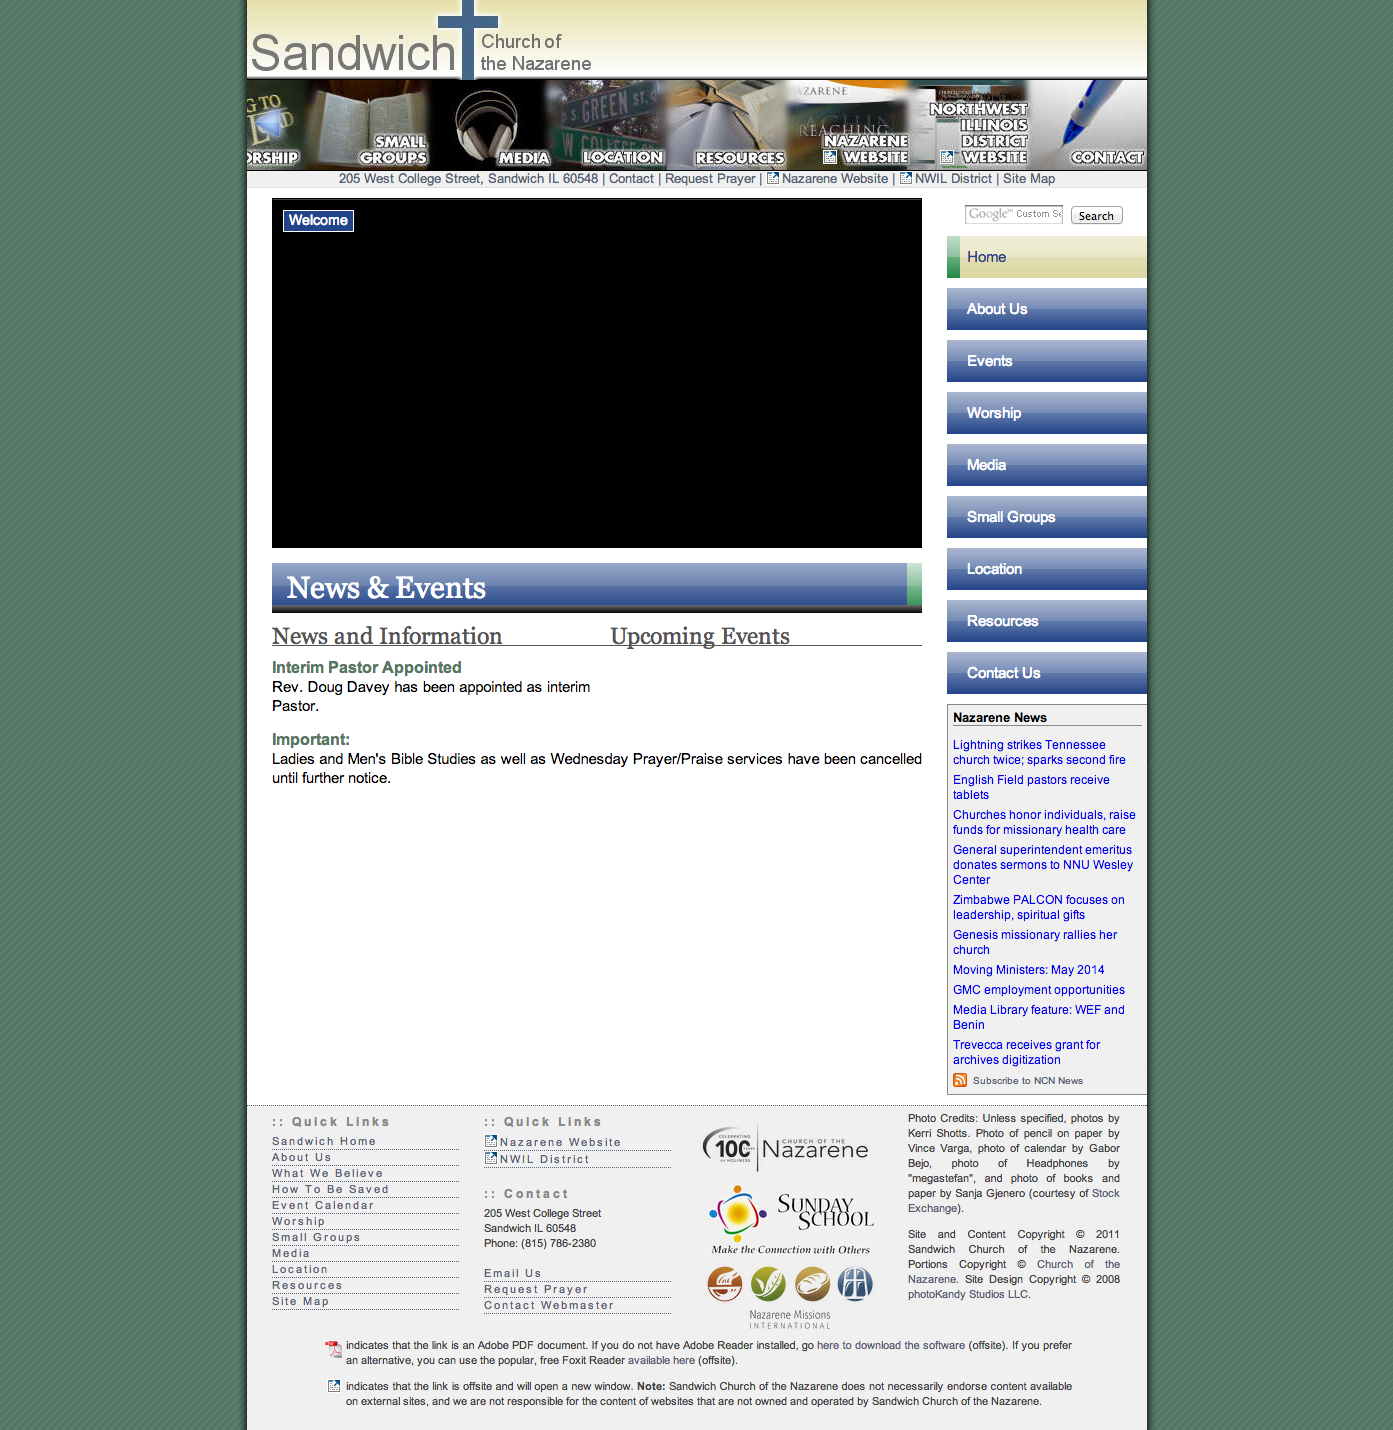 Sandwich
Church of
the Nazarene
G TO
ORSHIP
SMALL
GROUPS
MEDIA
S. GREEN ST.
W COLLEGE
LOCATION
RESOURCES
AZARENE
REACHING
NAZARENE
WEBSITE
NORTHWEST
ILLINOIS
DISTRICT
WEBSITE
CONTACT
205 West College Street, Sandwich IL 60548 | Contact | Request Prayer | Nazarene Website | NWIL District | Site Map
Welcome
Google™ Custom Se
Search
Home
About Us
Events
Worship
Media
Small Groups
Location
Resources
Contact Us
News & Events
News and Information
Upcoming Events
Interim Pastor Appointed
Rev. Doug Davey has been appointed as interim
Pastor.
Important:
Ladies and Men's Bible Studies as well as Wednesday Prayer/Praise services have been cancelled
until further notice.
Nazarene News
Lightning strikes Tennessee
church twice; sparks second fire
English Field pastors receive
tablets
Churches honor individuals, raise
funds for missionary health care
General superintendent emeritus
donates sermons to NNU Wesley
Center
Zimbabwe PALCON focuses on
leadership, spiritual gifts
Genesis missionary rallies her
church
Moving Ministers: May 2014
GMC employment opportunities
Media Library feature: WEF and
Benin
Trevecca receives grant for
archives digitization
Subscribe to NCN News
:: Quick Links
Sandwich Home
About Us
What We Believe
How To Be Saved
Event Calendar
Worship
Small Groups
Media
Location
Resources
Site Map
:: Quick Links
Nazarene Website
NWIL District
:: Contact
205 West College Street
Sandwich IL 60548
Phone: (815) 786-2380
Email Us
Request Prayer
Contact Webmaster
CELEBRATING
100 YEARS
OF HOLINESS
CHURCH OF THE
Nazarene
SUNDAY
SCHOOL
Make the Connection with Others
Nazarene Missions
INTERNATIONAL
Photo Credits: Unless specified, photos by
Kerri Shotts. Photo of pencil on paper by
Vince Varga, photo of calendar by Gabor
Bejo, photo of Headphones by
"megastefan", and photo of books and
paper by Sanja Gjenero (courtesy of Stock
Exchange).
Site and Content Copyright © 2011
Sandwich Church of the Nazarene.
Portions Copyright © Church of the
Nazarene. Site Design Copyright © 2008
photoKandy Studios LLC.
indicates that the link is an Adobe PDF document. If you do not have Adobe Reader installed, go here to download the software (offsite). If you prefer
an alternative, you can use the popular, free Foxit Reader available here (offsite).
indicates that the link is offsite and will open a new window. Note: Sandwich Church of the Nazarene does not necessarily endorse content available
on external sites, and we are not responsible for the content of websites that are not owned and operated by Sandwich Church of the Nazarene.